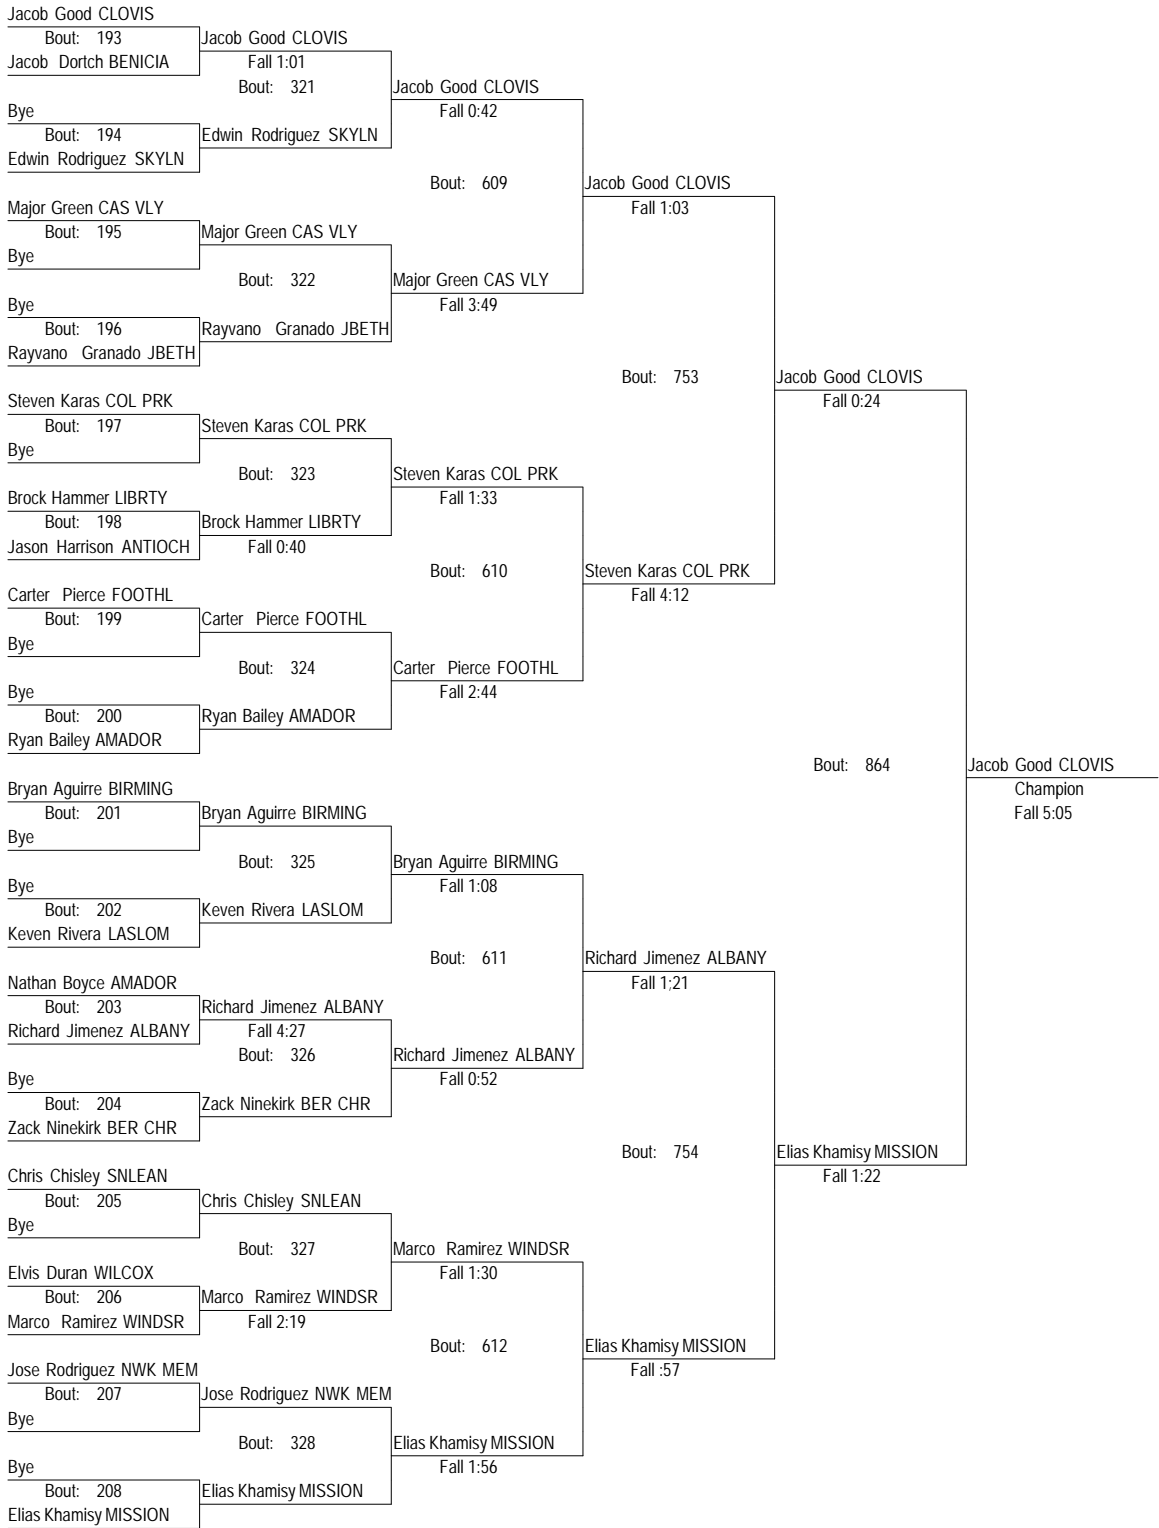 Jacob Good CLOVIS
Bout: 193
Jacob Dortch BENICIA
Bye
Bout: 194
Edwin Rodriguez SKYLN
Major Green CAS VLY
Bout: 195
Bye
Bye
Bout: 196
Rayvano Granado JBETH
Steven Karas COL PRK
Bout: 197
Bye
Brock Hammer LIBRTY
Bout: 198
Jason Harrison ANTIOCH
Carter Pierce FOOTHL
Bout: 199
Bye
Bye
Bout: 200
Ryan Bailey AMADOR
Bryan Aguirre BIRMING
Bout: 201
Bye
Bye
Bout: 202
Keven Rivera LASLOM
Nathan Boyce AMADOR
Bout: 203
Richard Jimenez ALBANY
Bye
Bout: 204
Zack Ninekirk BER CHR
Chris Chisley SNLEAN
Bout: 205
Bye
Elvis Duran WILCOX
Bout: 206
Marco Ramirez WINDSR
Jose Rodriguez NWK MEM
Bout: 207
Bye
Bye
Bout: 208
Elias Khamisy MISSION
Jacob Good CLOVIS
Fall 1:01
Bout: 321
Edwin Rodriguez SKYLN
Major Green CAS VLY
Bout: 322
Rayvano Granado JBETH
Steven Karas COL PRK
Bout: 323
Brock Hammer LIBRTY
Fall 0:40
Carter Pierce FOOTHL
Bout: 324
Ryan Bailey AMADOR
Bryan Aguirre BIRMING
Bout: 325
Keven Rivera LASLOM
Richard Jimenez ALBANY
Fall 4:27
Bout: 326
Zack Ninekirk BER CHR
Chris Chisley SNLEAN
Bout: 327
Marco Ramirez WINDSR
Fall 2:19
Jose Rodriguez NWK MEM
Bout: 328
Elias Khamisy MISSION
Jacob Good CLOVIS
Fall 0:42
Bout: 609
Major Green CAS VLY
Fall 3:49
Steven Karas COL PRK
Fall 1:33
Bout: 610
Carter Pierce FOOTHL
Fall 2:44
Bryan Aguirre BIRMING
Fall 1:08
Bout: 611
Richard Jimenez ALBANY
Fall 0:52
Marco Ramirez WINDSR
Fall 1:30
Bout: 612
Elias Khamisy MISSION
Fall 1:56
Jacob Good CLOVIS
Fall 1:03
Bout: 753
Steven Karas COL PRK
Fall 4:12
Richard Jimenez ALBANY
Fall 1;21
Bout: 754
Elias Khamisy MISSION
Fall :57
Jacob Good CLOVIS
Fall 0:24
Bout: 864
Elias Khamisy MISSION
Fall 1:22
Jacob Good CLOVIS
Champion
Fall 5:05